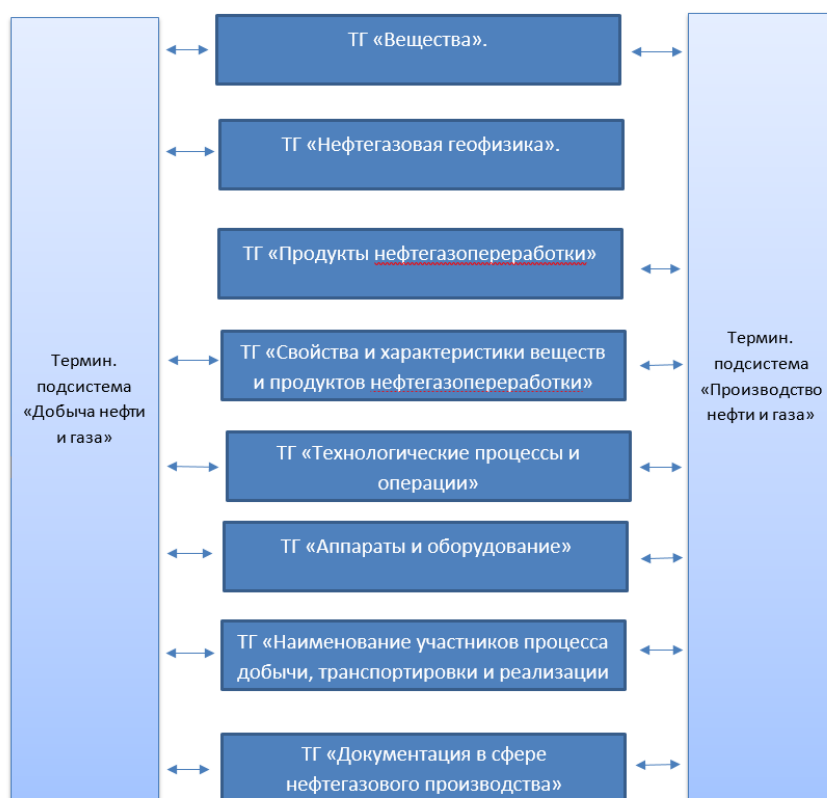 ТГ «Вещества».
ТГ «Нефтегазовая геофизика».
ТГ «Продукты нефтегазопереработки»
Термин.
подсистема
«Добыча нефти
и газа»
ТГ «Свойства и характеристики веществ
и продуктов нефтегазопереработки»
Термин.
подсистема
«Производство
нефти и газа»
ТГ «Технологические процессы и
операции»
ТГ «Аппараты и оборудование»
ТГ «Наименование участников процесса
добычи, транспортировки и реализации
ТГ «Документация в сфере
нефтегазового производства»